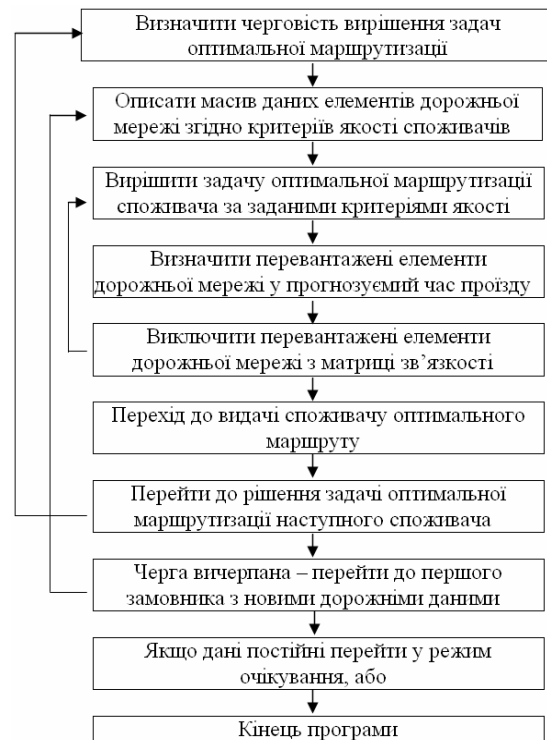 Визначити черговість вирішення задач
оптимальної маршрутизації
Описати масив даних елементів дорожньої
мережі згідно критеріїв якості споживачів
Вирішити задачу оптимальної маршрутизації
споживача за заданими критеріями якості
Визначити перевантажені елементи
дорожньої мережі у прогнозуємий час проїзду
Виключити перевантажені елементи
дорожньої мережі з матриці зв’язкості
Перехід до видачі споживачу оптимального
маршруту
Перейти до рішення задачі оптимальної
маршрутизації наступного споживача
Черга вичерпана – перейти до першого
замовника з новими дорожніми даними
Якщо дані постійні перейти у режим
очікування, або
Кінець програми